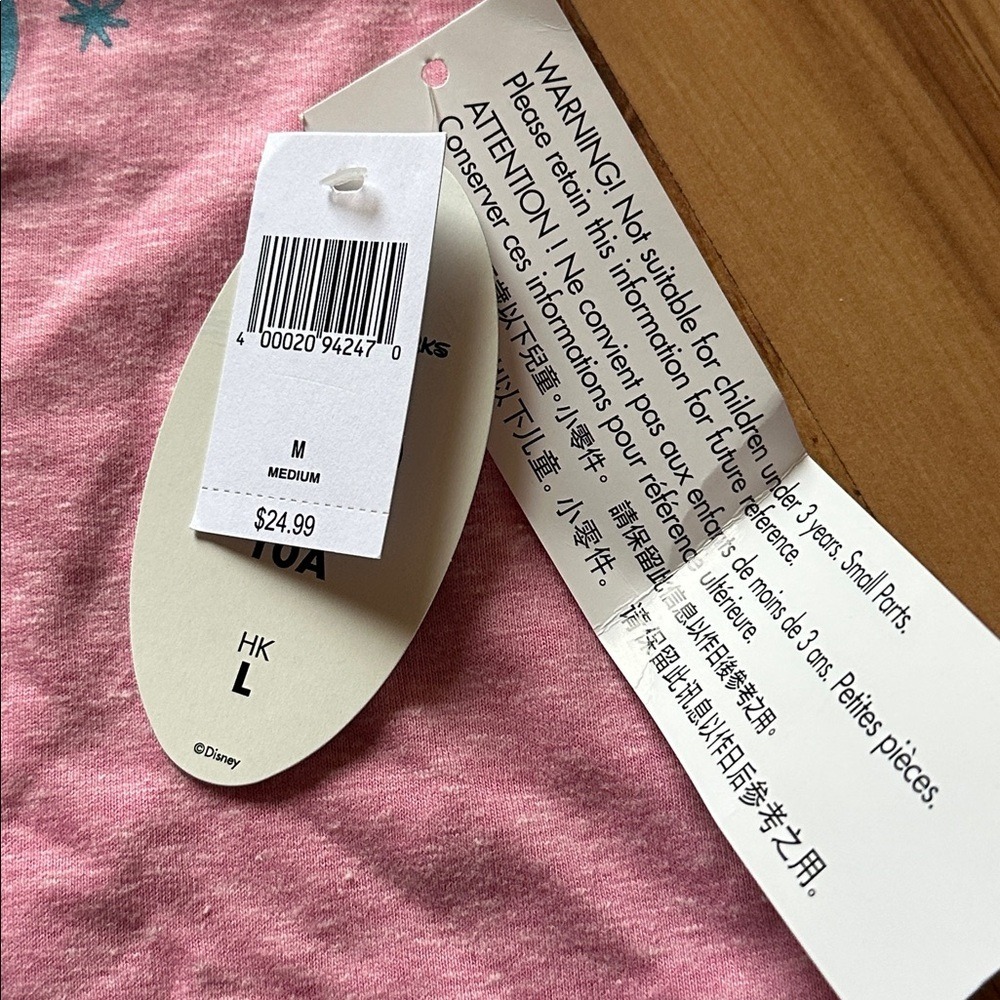 4 00020 94247 0
M
MEDIUM
$24.99
10A
HK
L
©Disney
WARNING! Not suitable for children under 3 years. Small Parts.
Please retain this information for future reference.
ATTENTION ! Ne convient pas aux enfants de moins de 3 ans. Petites pièces.
Conserver ces informations pour référence ultérieure.
歲以下兒童。小零件。 請保留此信息以作日後參考之用。
以下儿童。小零件。 请保留此讯息以作日后参考之用。